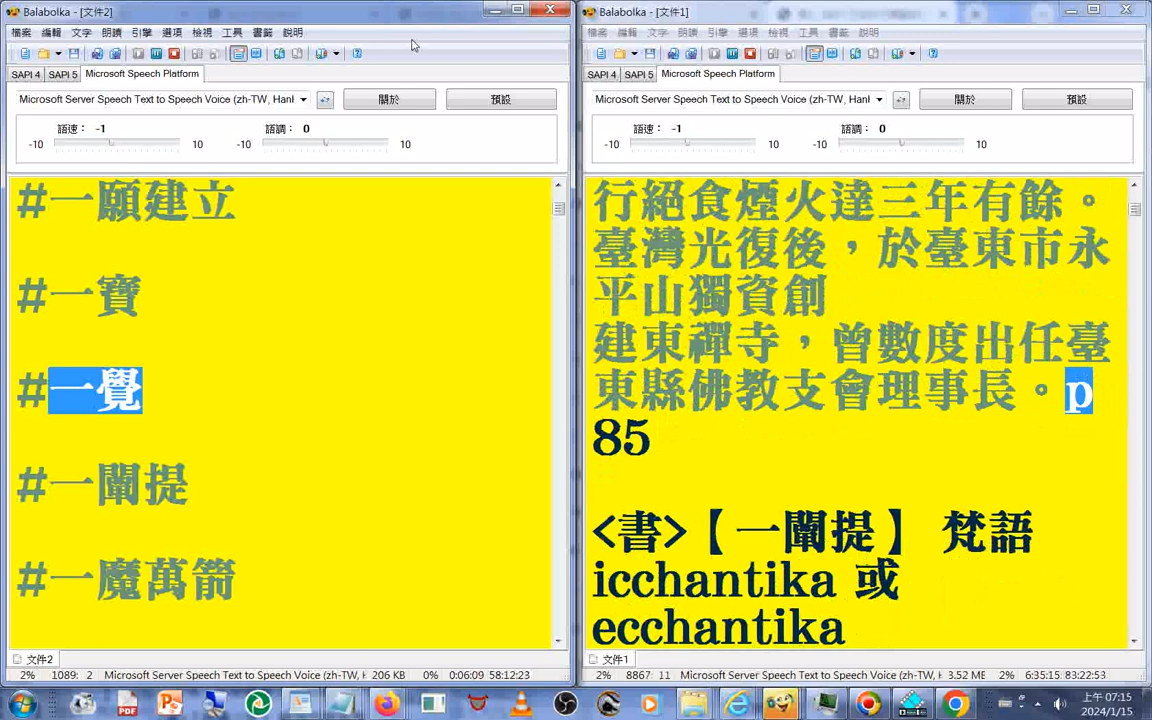 Balabolka - [文件2]
檔案 編輯 文字 朗讀 引擎 選項 檢視 工具 書籤 說明
SAPI 4 SAPI 5 Microsoft Speech Platform
Microsoft Server Speech Text to Speech Voice (zh-TW, Hanl
關於
預設
語速： -1
語調： 0
-10 10 -10 10
#一願建立
#一寶
#一覺
#一闡提
#一魔萬箭
文件2
2% 1089: 2 Microsoft Server Speech Text to Speech Voice (zh-TW, Han 206 KB 0% 0:06:09 58:12:23
Balabolka - [文件1]
檔案 編輯 文字 朗讀 引擎 選項 檢視 工具 書籤 說明
SAPI 4 SAPI 5 Microsoft Speech Platform
Microsoft Server Speech Text to Speech Voice (zh-TW, Hanl
關於
預設
語速： -1
語調： 0
-10 10 -10 10
行絕食煙火達三年有餘。
臺灣光復後，於臺東市永
平山獨資創
建東禪寺，曾數度出任臺
東縣佛教支會理事長。p
85
<書>【一闡提】 梵語
icchantika 或
ecchantika
文件1
2% 8867: 11 Microsoft Server Speech Text to Speech Voice (zh-TW, Han 3.52 ME 2% 6:35:15 83:22:53
上午 07:15
2024/1/15